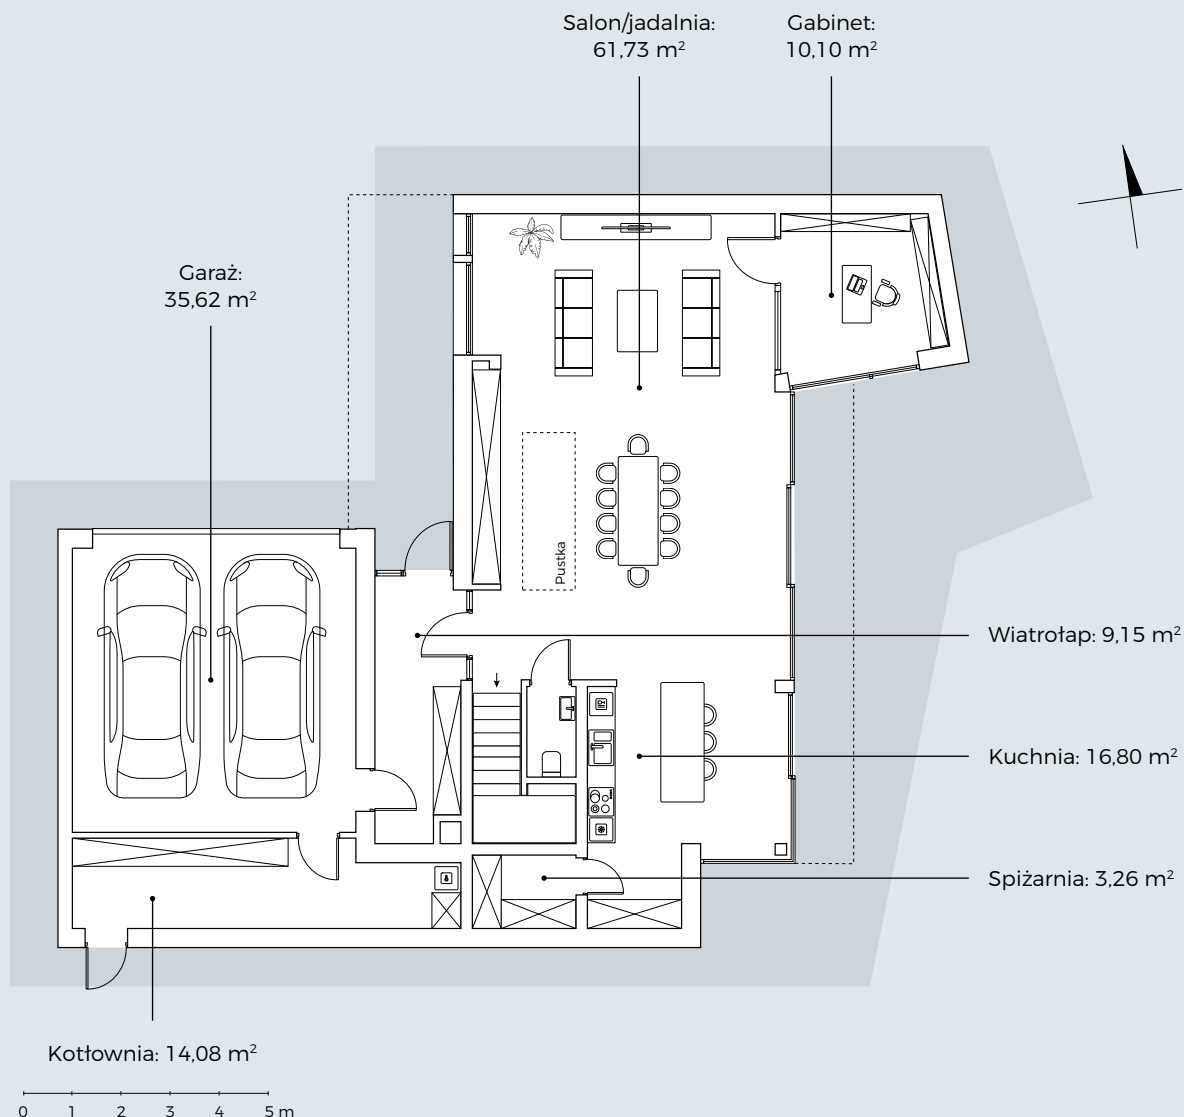 Salon/jadalnia:
61,73 m²
Gabinet:
10,10 m²
Garaż:
35,62 m²
Pustka
Wiatrołap: 9,15 m²
Kuchnia: 16,80 m²
Spiżarnia: 3,26 m²
Kotłownia: 14,08 m²
0 1 2 3 4 5 m